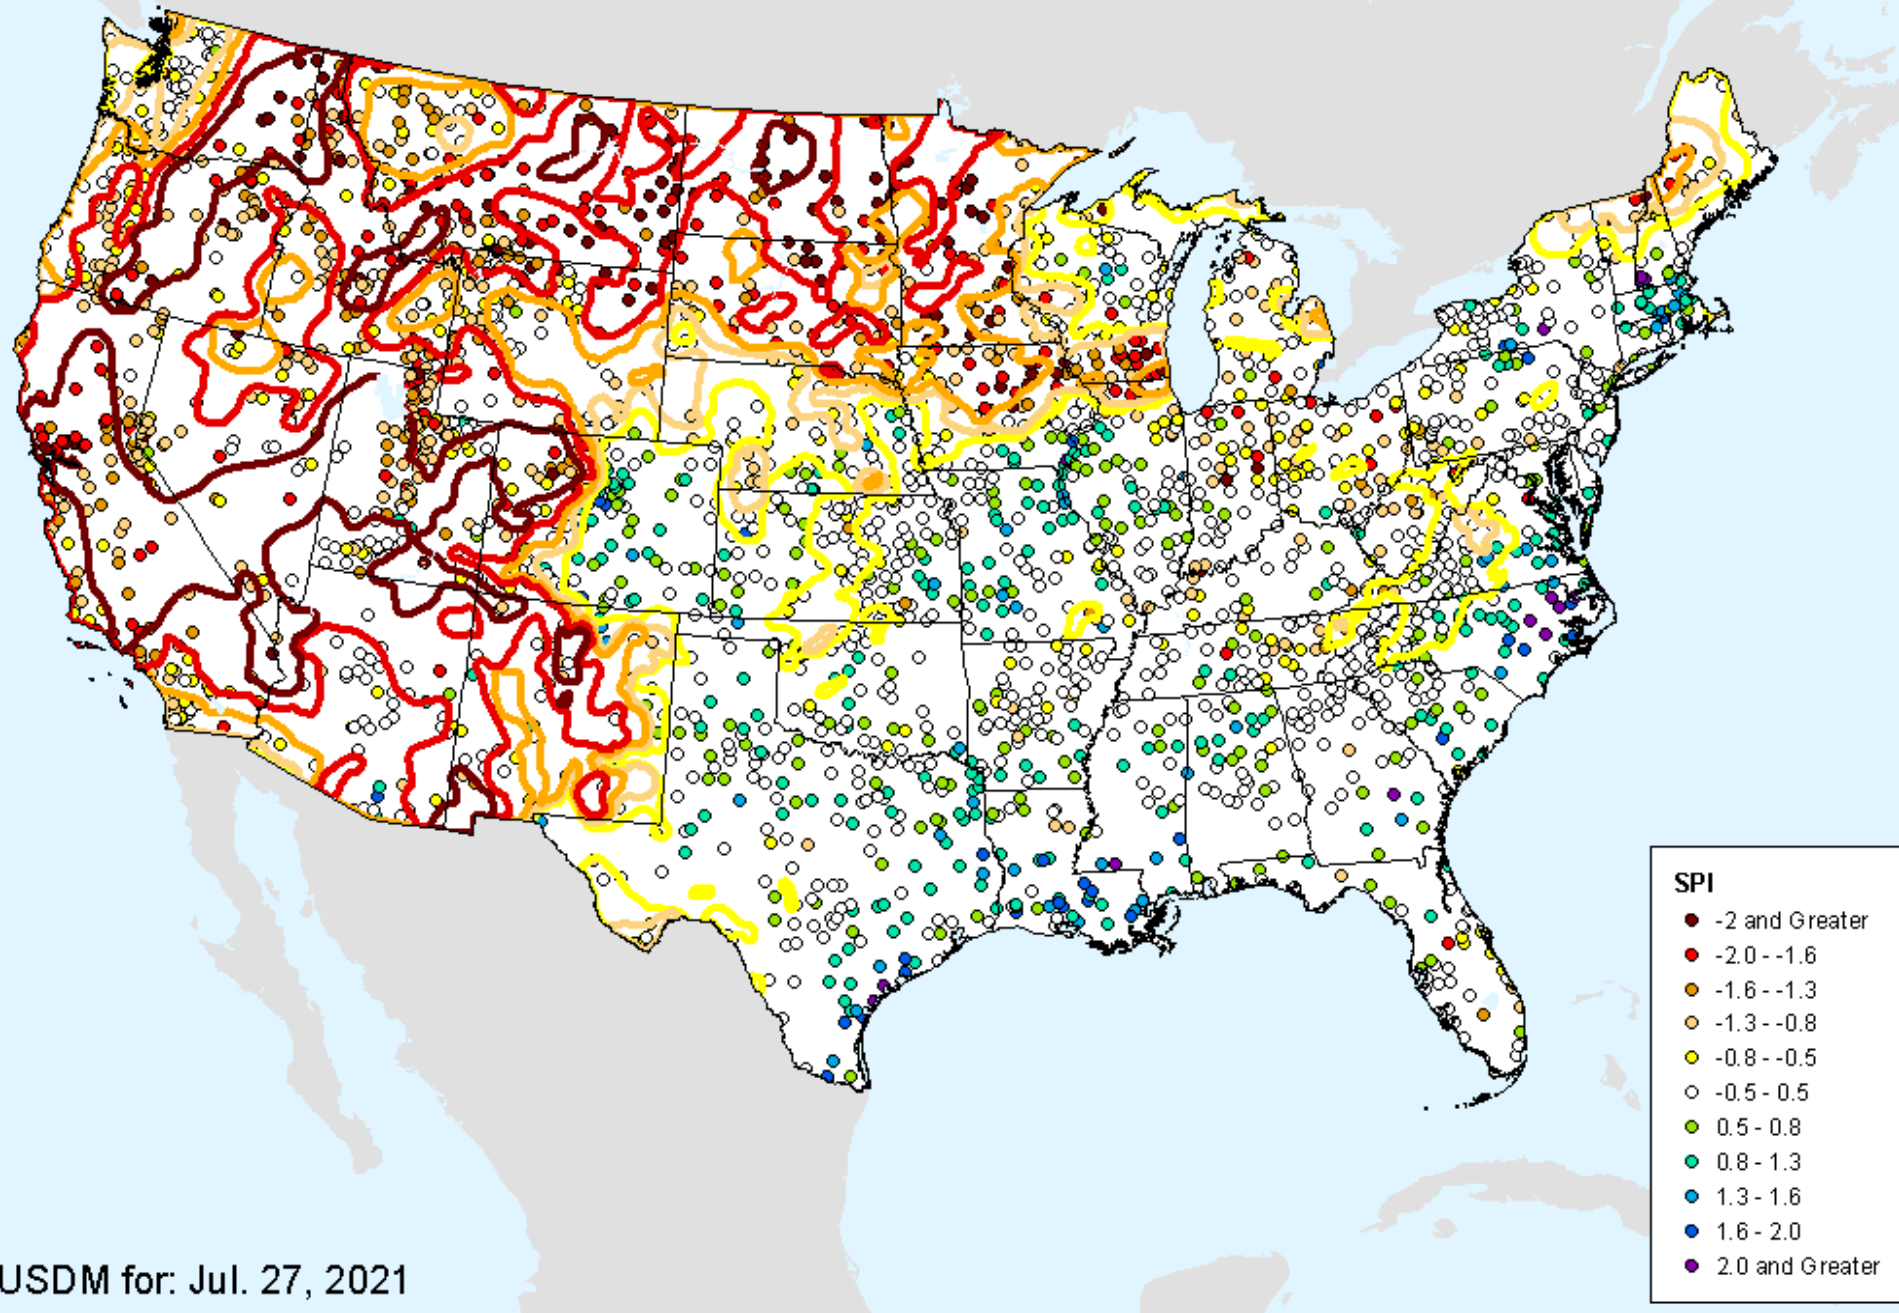 SPI
-2 and Greater
-2.0 - -1.6
-1.6 - -1.3
-1.3 - -0.8
-0.8 - -0.5
-0.5 - 0.5
0.5 - 0.8
0.8 - 1.3
1.3 - 1.6
1.6 - 2.0
2.0 and Greater
USDM for: Jul. 27, 2021